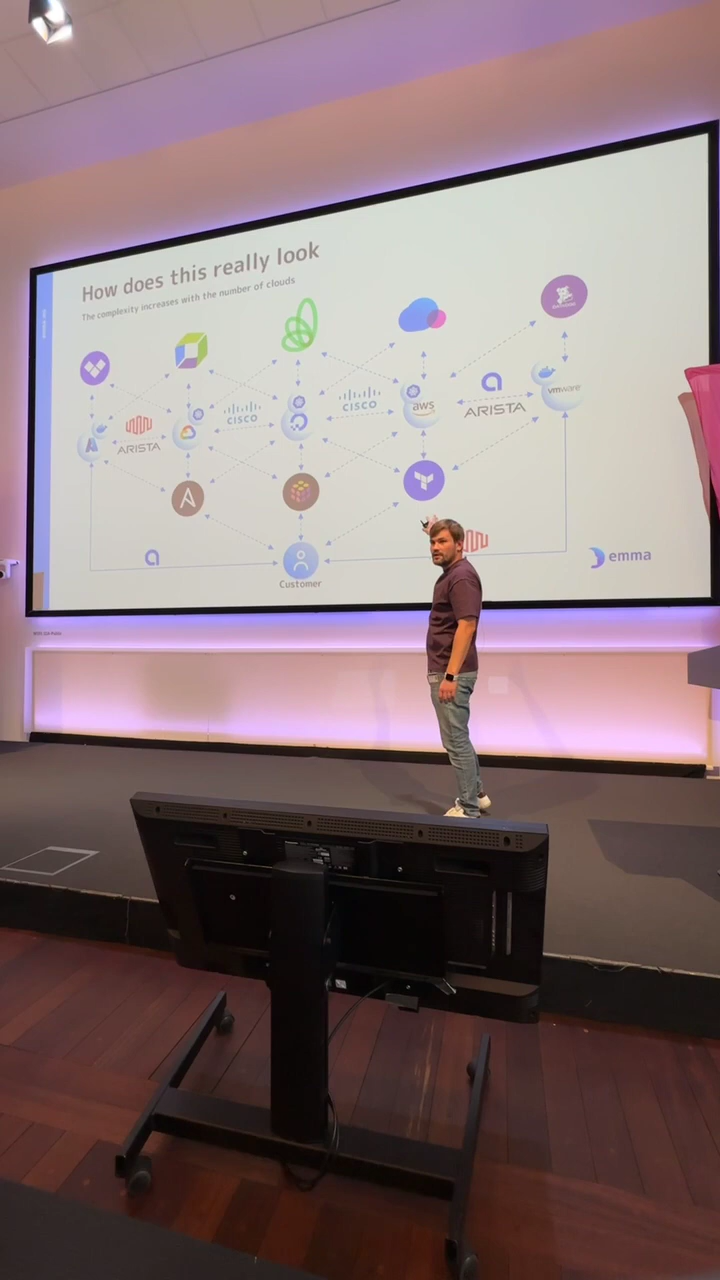 How does this really look
The complexity increases with the number of clouds
ARISTA
CISCO
CISCO
aws
ARISTA
vmware
Customer
emma